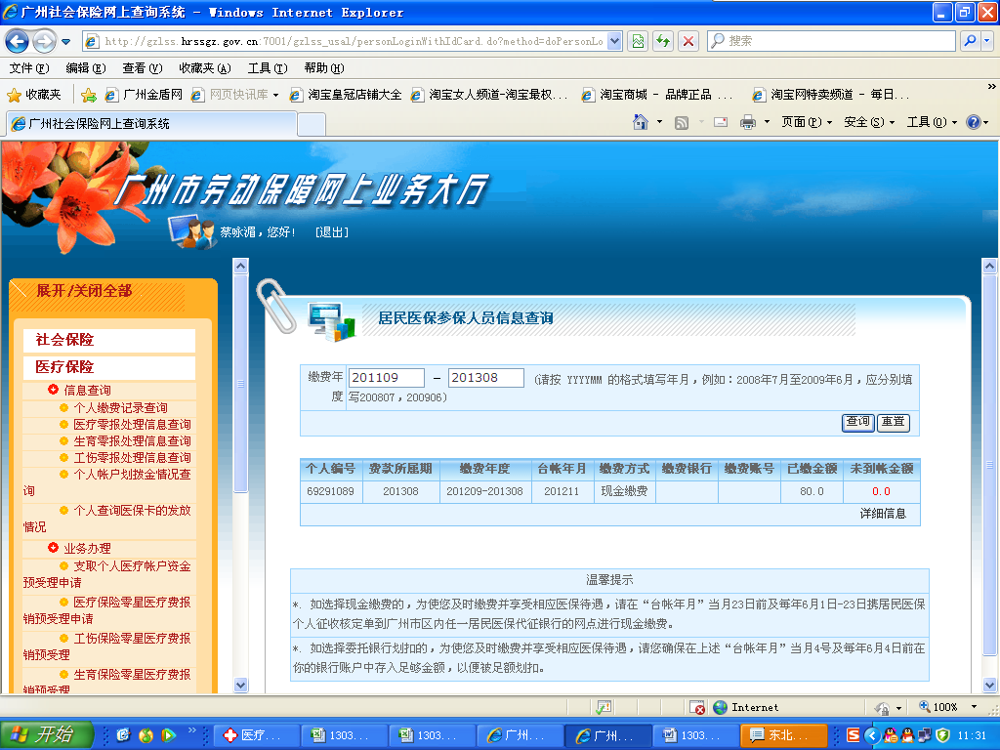 广州社会保险网上查询系统 - Windows Internet Explorer
http://gzlss.hrssgz.gov.cn:7001/gzlss_usal/personLoginWithIdCard.do?method=doPersonLo
搜索
文件(F) 编辑(E) 查看(V) 收藏夹(A) 工具(T) 帮助(H)
收藏夹 广州金盾网 网页快讯库 淘宝皇冠店铺大全 淘宝女人频道-淘宝最权... 淘宝商城 - 品牌正品 ... 淘宝网特卖频道 - 每日... »
广州社会保险网上查询系统
页面(P) 安全(S) 工具(O)
广州市劳动保障网上业务大厅
蔡咏湄，您好! [退出]
展开/关闭全部
社会保险
医疗保险
信息查询
个人缴费记录查询
医疗零报处理信息查询
生育零报处理信息查询
工伤零报处理信息查询
个人帐户划拨金情况查
询
个人查询医保卡的发放
情况
业务办理
支取个人医疗帐户资金
预受理申请
医疗保险零星医疗费报
销预受理申请
工伤保险零星医疗费报
销预受理
生育保险零星医疗费报
销预受理
居民医保参保人员信息查询
缴费年 201109 - 201308 (请按 YYYYMM 的格式填写年月，例如：2008年7月至2009年6月，应分别填
度 写200807，200906)
查询 重置
个人编号 费款所属期 缴费年度 台帐年月 缴费方式 缴费银行 缴费账号 已缴金额 未到帐金额
69291089 201308 201209-201308 201211 现金缴费 80.0 0.0
详细信息
温馨提示
*. 如选择现金缴费的，为使您及时缴费并享受相应医保待遇，请在“台帐年月”当月23日前及每年6月1日-23日携居民医保
个人征收核定单到广州市区内任一居民医保代征银行的网点进行现金缴费。
*. 如选择委托银行划扣的，为使您及时缴费并享受相应医保待遇，请您确保在上述“台帐年月”当月4号及每年6月4日前在
你的银行账户中存入足够金额，以便被足额划扣。
Internet 100%
开始 » 医疗... 1303... 1303... 广州... 广州... 1303... 东北... 11:31